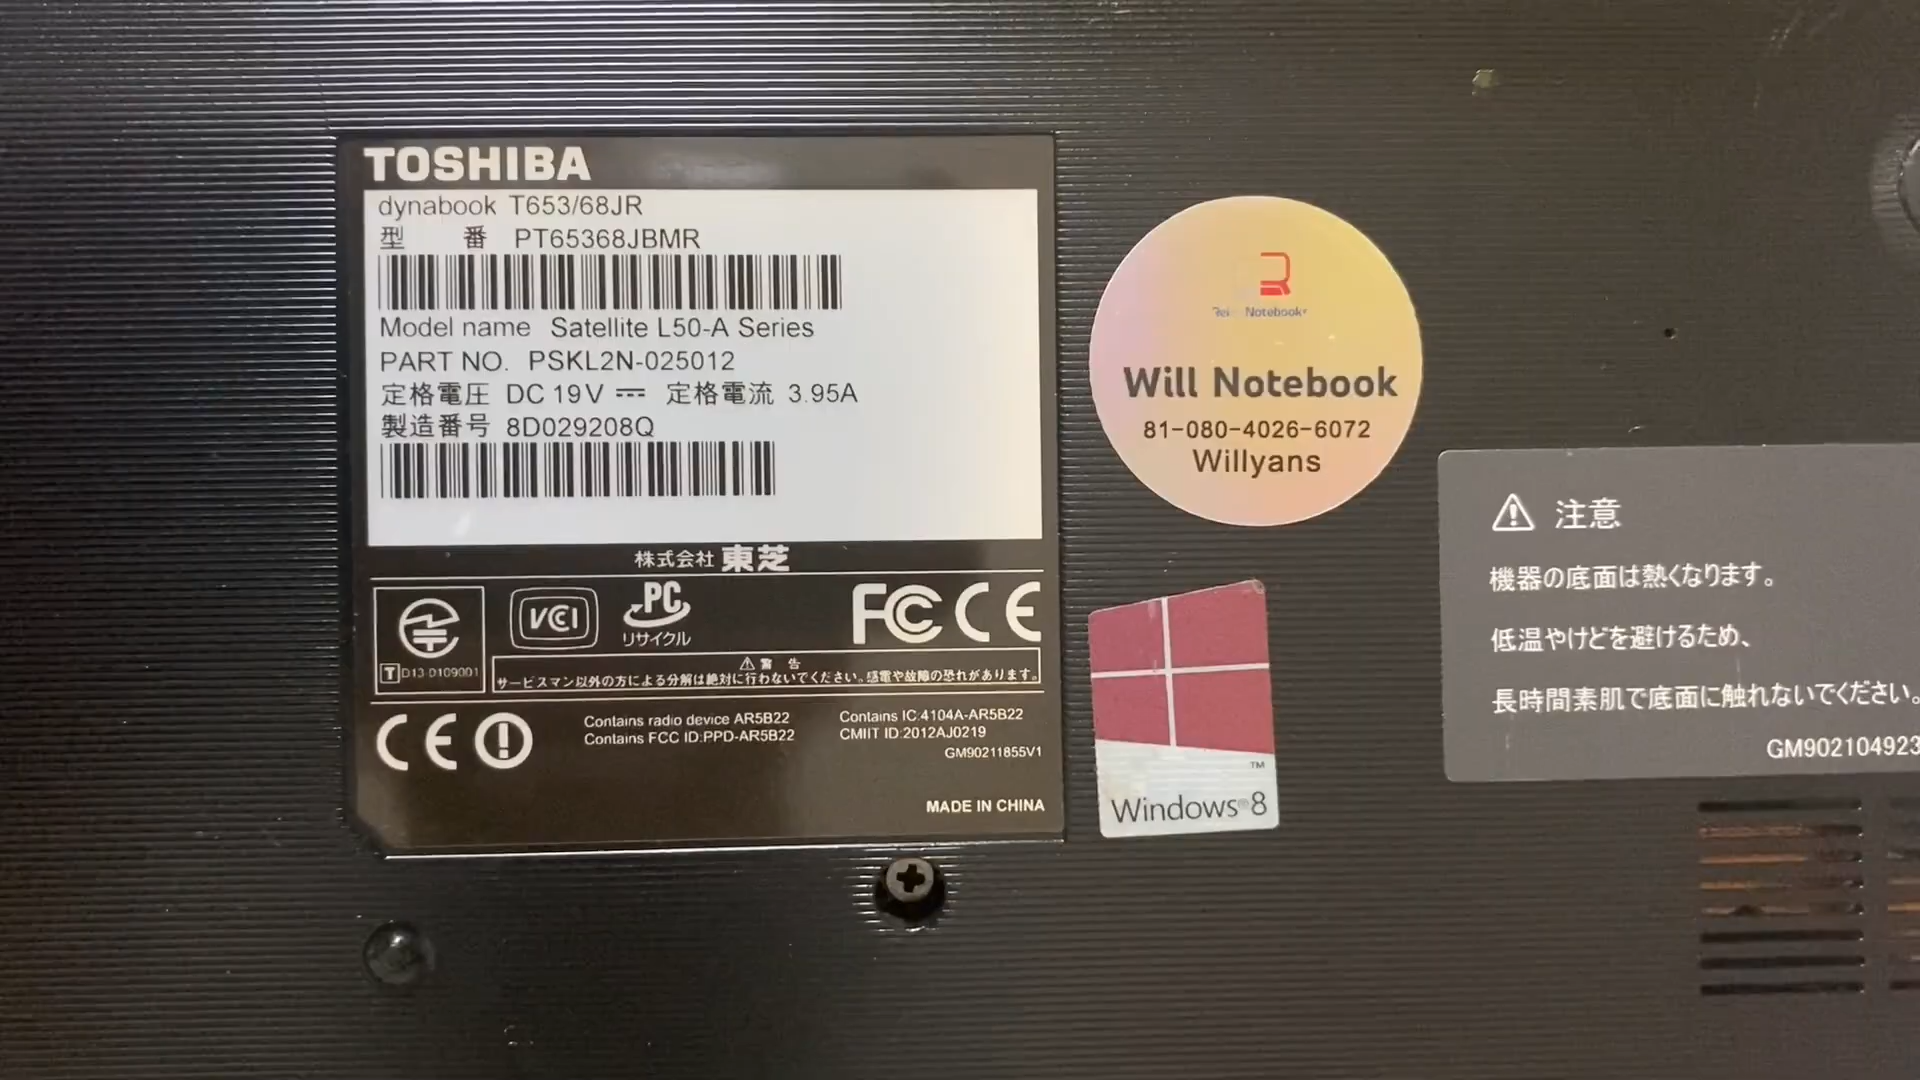 TOSHIBA
dynabook T653/68JR
型 番 PT65368JBMR
Model name Satellite L50-A Series
PART NO. PSKL2N-025012
定格電圧 DC 19V 定格電流 3.95A
製造番号 8D029208Q
株式会社 東芝
VCI PC FC CE
リサイクル
T D13-0109001
警 告
サービスマン以外の方による分解は絶対に行わないでください。感電や故障の恐れがあります。
CE
Contains radio device AR5B22
Contains FCC ID:PPD-AR5B22
Contains IC:4104A-AR5B22
CMIIT ID:2012AJ0219
GM90211855V1
MADE IN CHINA
Notebook
Will Notebook
81-080-4026-6072
Willyans
Windows®8
TM
注意
機器の底面は熱くなります。
低温やけどを避けるため、
長時間素肌で底面に触れないでください。
GM902104923